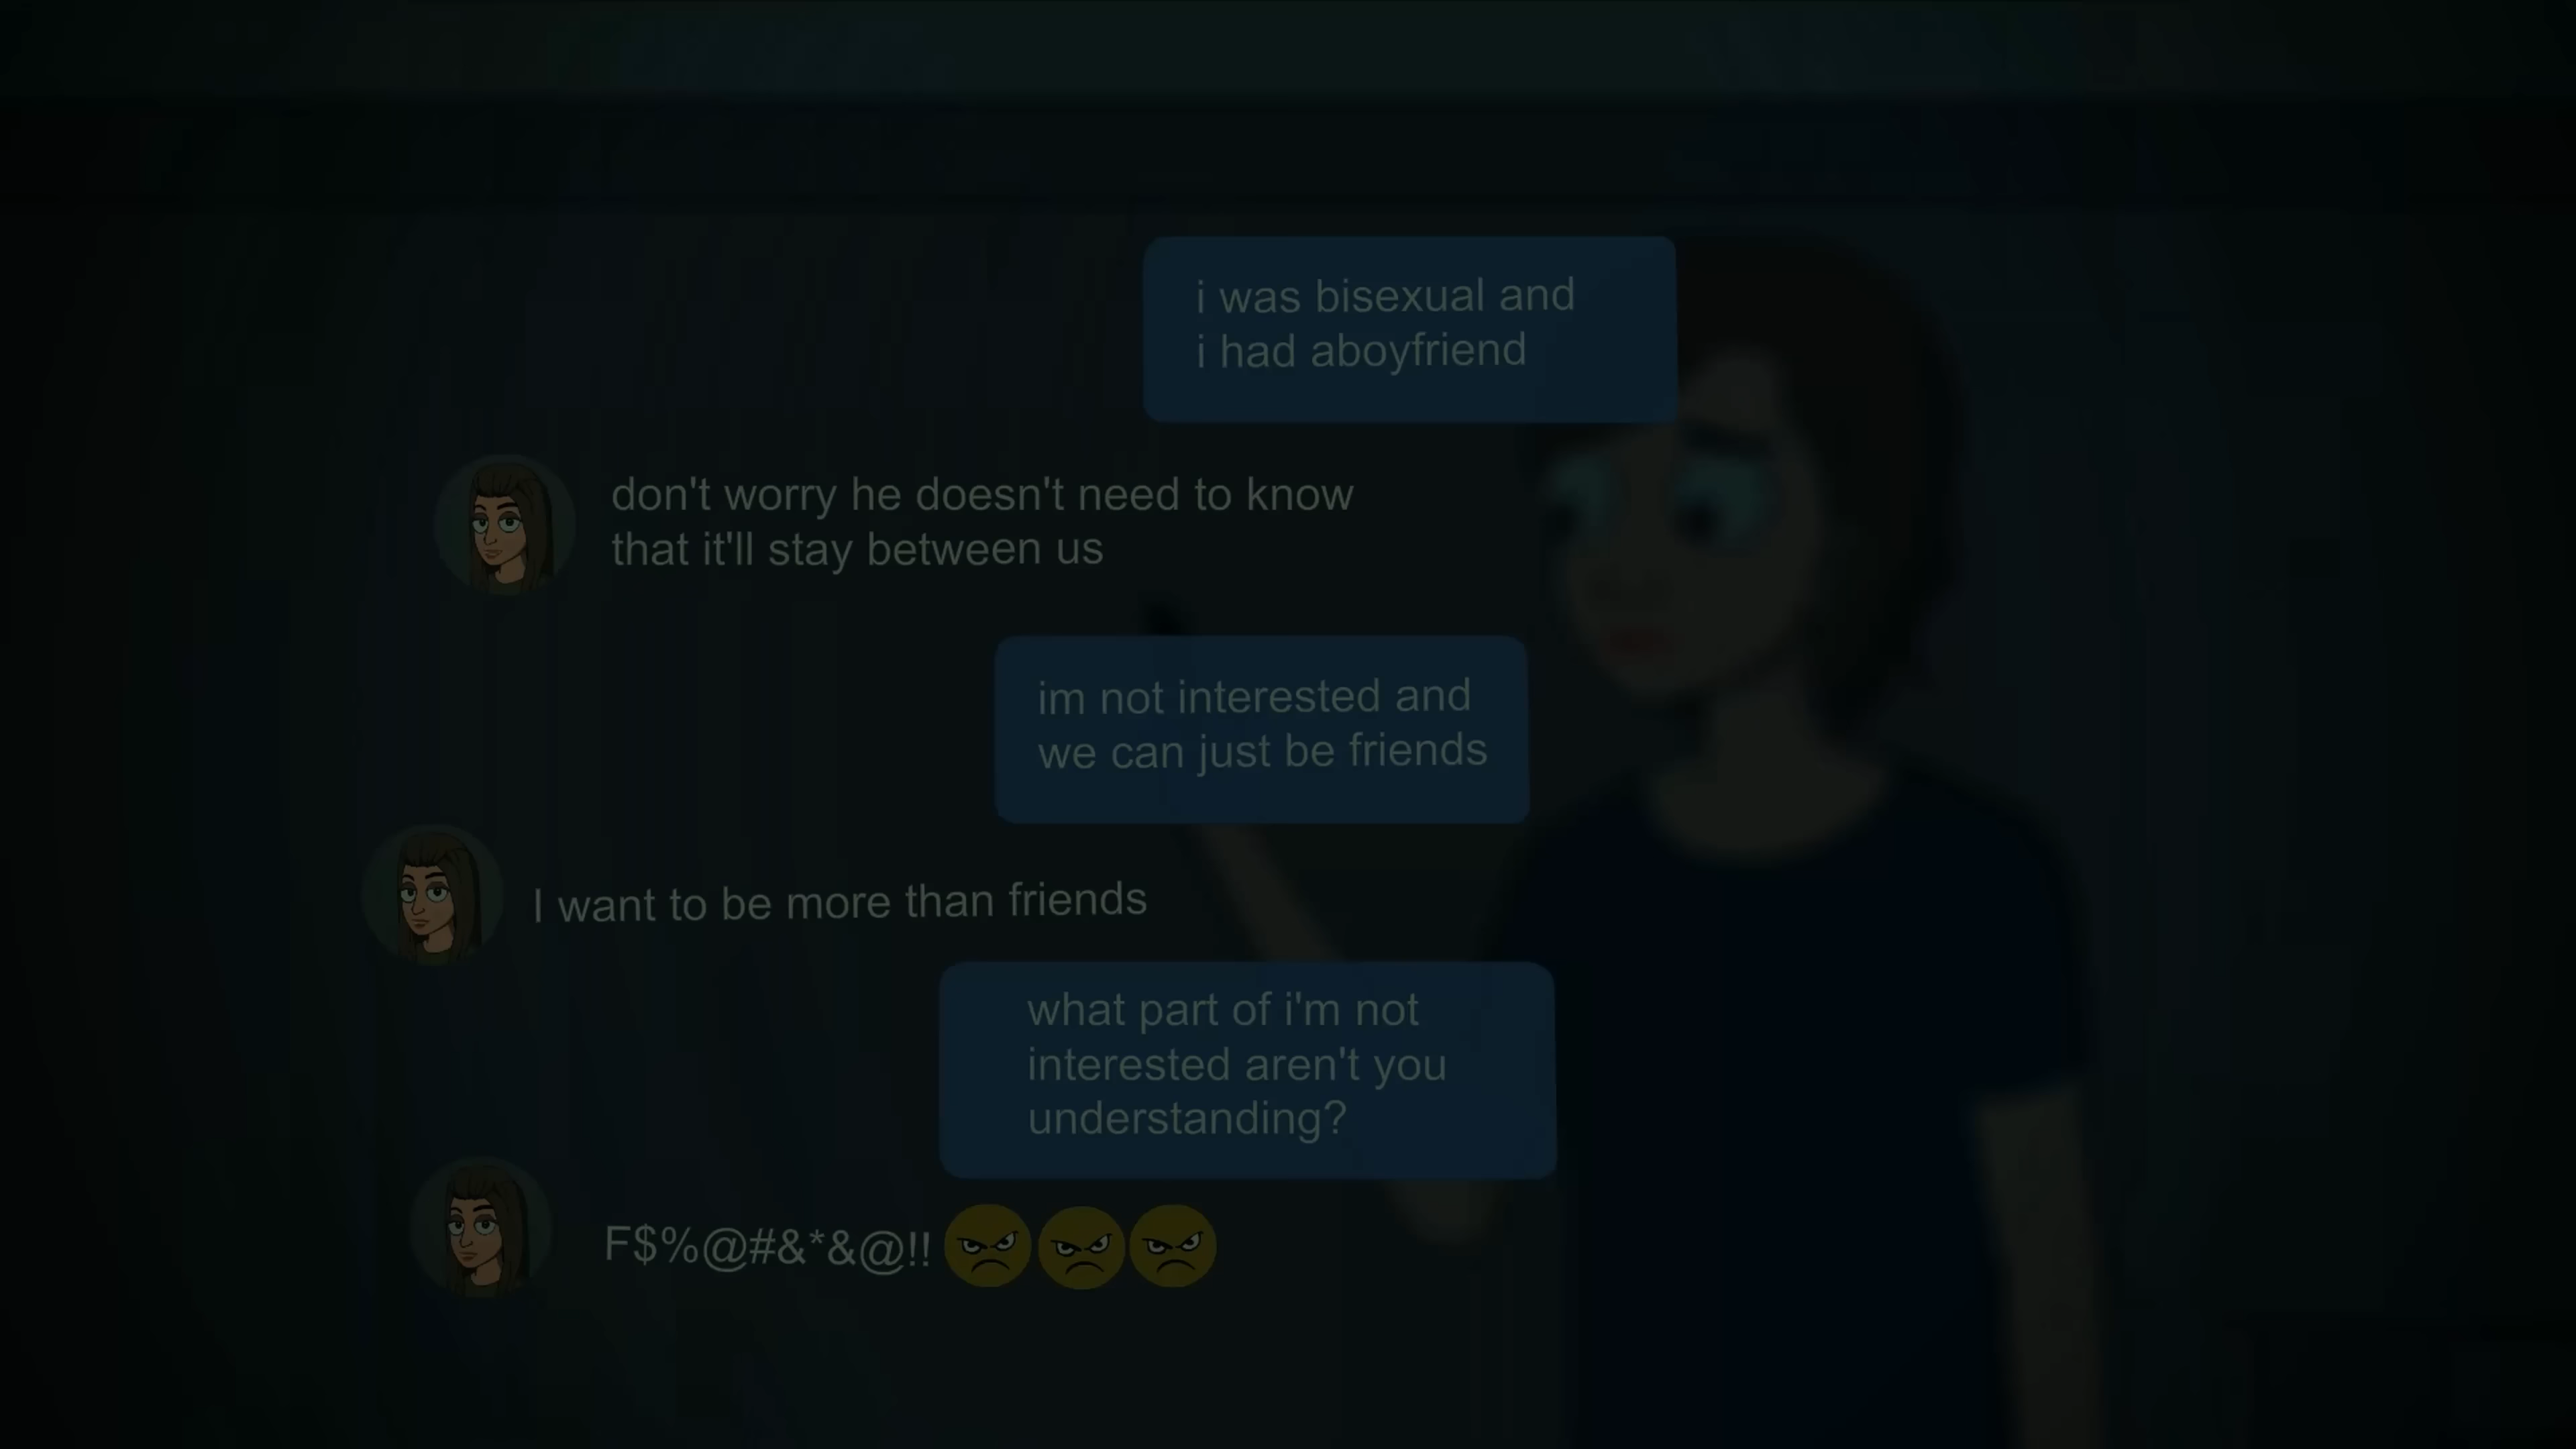 i was bisexual and
i had aboyfriend
don't worry he doesn't need to know
that it'll stay between us
im not interested and
we can just be friends
I want to be more than friends
what part of i'm not
interested aren't you
understanding?
F$%@#&*&@!!